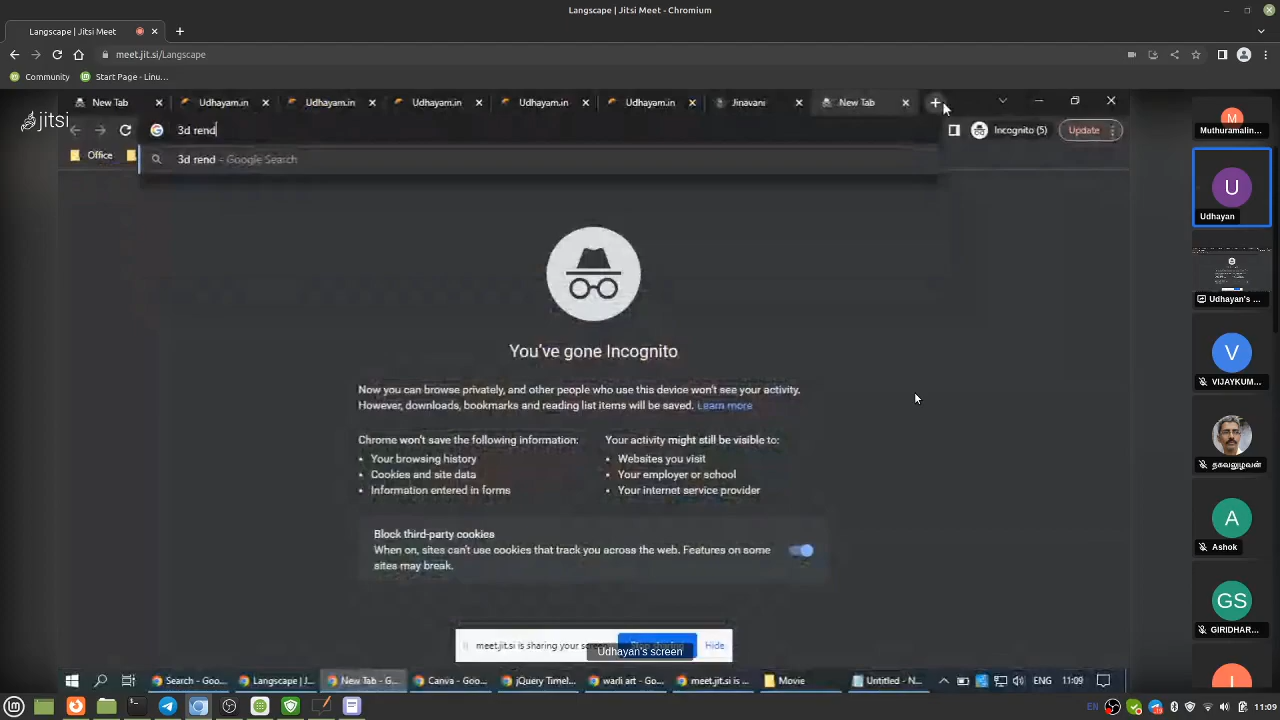 Langscape | Jitsi Meet - Chromium
Langscape | Jitsi Meet
meet.jit.si/Langscape
Community
Start Page - Linu...
New Tab
Udhayam.in
Udhayam.in
Udhayam.in
Udhayam.in
Udhayam.in
Jinavani
New Tab
jitsi
3d rend
Incognito (5)
Update
Office
3d rend - Google Search
You've gone Incognito
Now you can browse privately, and other people who use this device won't see your activity.
However, downloads, bookmarks and reading list items will be saved. Learn more
Chrome won't save the following information:
Your browsing history
Cookies and site data
Information entered in forms
Your activity might still be visible to:
Websites you visit
Your employer or school
Your internet service provider
Block third-party cookies
When on, sites can't use cookies that track you across the web. Features on some
sites may break.
meet.jit.si is sharing your screen
Hide
Udhayan's screen
Search - Goo...
Langscape | J...
New Tab - G...
Canva - Goo...
jQuery Timel...
warli art - Go...
meet.jit.si is ...
Movie
Untitled - N...
ENG
11:09
M
Muthuramalin...
U
Udhayan
Udhayan's ...
V
VIJAYKUM...
தகவலுழவன்
A
Ashok
GS
GIRIDHAR...
EN
11:09